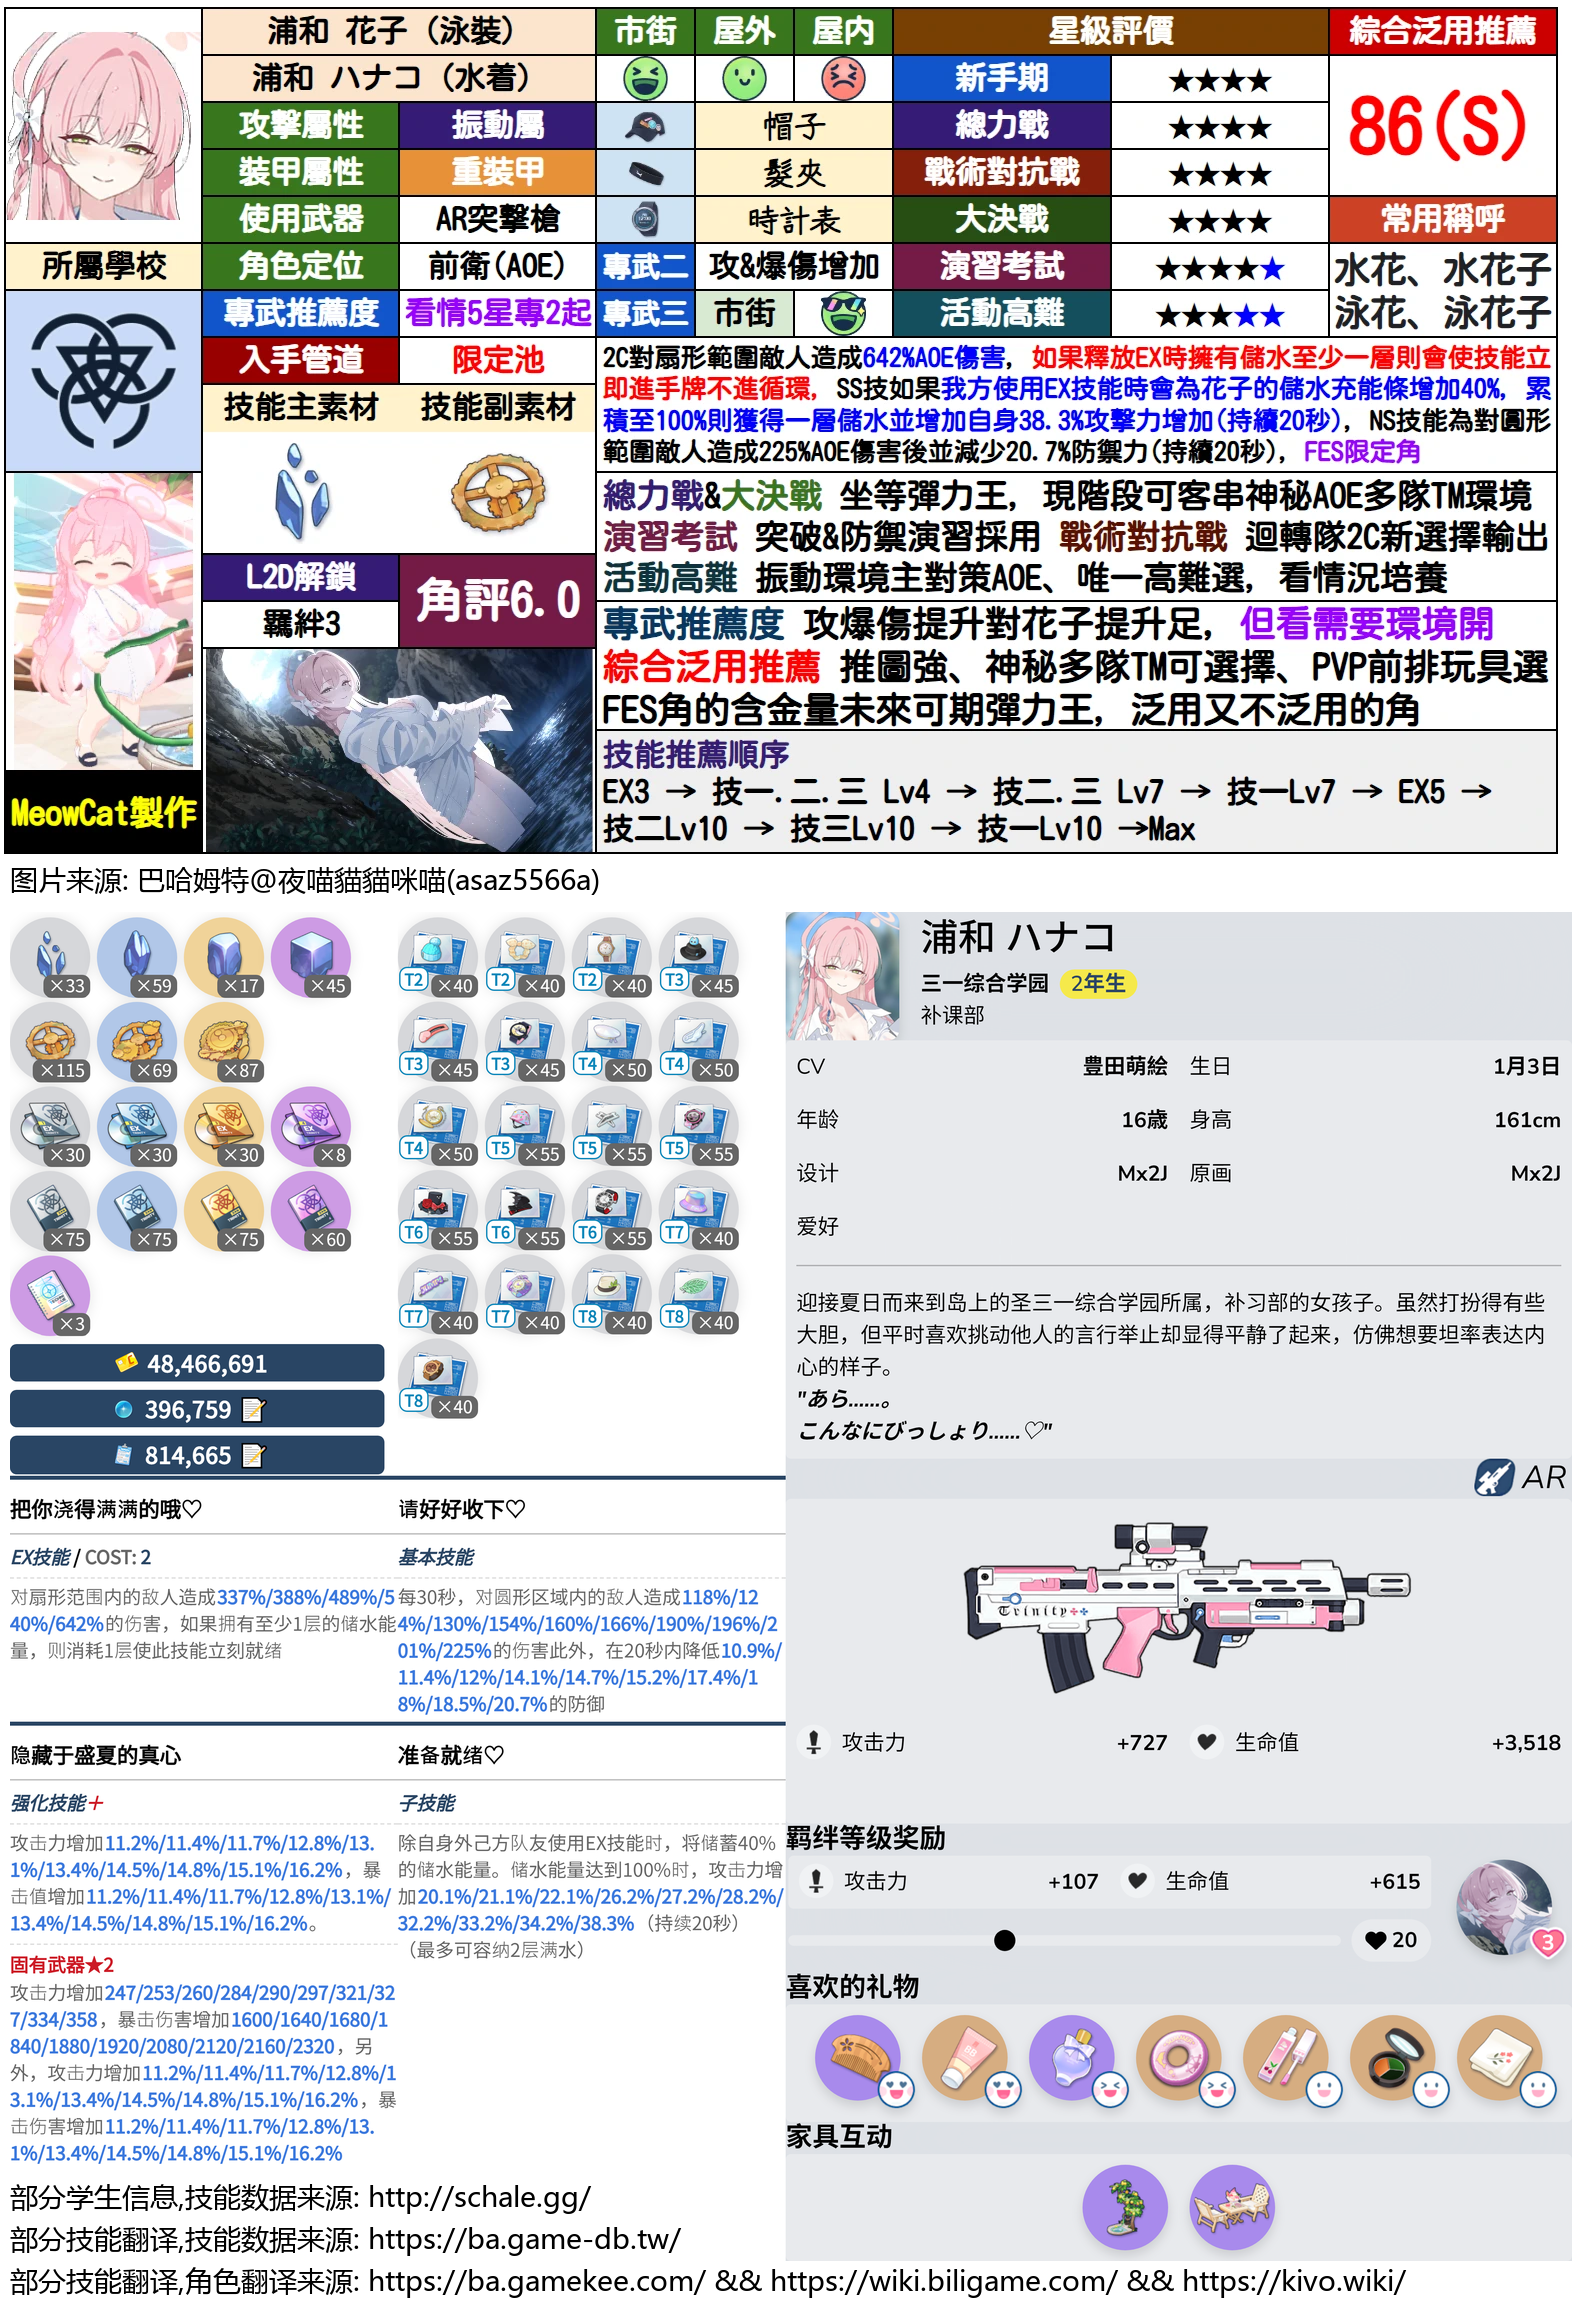 浦和 花子（泳裝）
市街 屋外 屋内 星級評價 綜合泛用推薦
浦和 ハナコ（水着）
新手期 ★★★★
86(S)
攻擊屬性 振動屬 帽子 總力戰 ★★★★
裝甲屬性 重裝甲 髮夾 戰術對抗戰 ★★★★
使用武器 AR突擊槍 時計表 大決戰 ★★★★ 常用稱呼
所屬學校 角色定位 前衛(AOE) 專武二 攻&爆傷增加 演習考試 ★★★★★ 水花、水花子
專武推薦度 看情5星專2起 專武三 市街 活動高難 ★★★★★ 泳花、泳花子
入手管道 限定池
技能主素材 技能副素材
2C對扇形範圍敵人造成642%AOE傷害, 如果釋放EX時擁有儲水至少一層則會使技能立
即進手牌不進循環, SS技如果我方使用EX技能時會為花子的儲水充能條增加40%, 累
積至100%則獲得一層儲水並增加自身38.3%攻擊力增加(持續20秒), NS技能為對圓形
範圍敵人造成225%AOE傷害後並減少20.7%防禦力(持續20秒), FES限定角
總力戰&大決戰 坐等彈力王, 現階段可客串神秘AOE多隊TM環境
演習考試 突破&防禦演習採用 戰術對抗戰 迴轉隊2C新選擇輸出
活動高難 振動環境主對策AOE、唯一高難選, 看情況培養
L2D解鎖
羈絆3
角評6.0
專武推薦度 攻爆傷提升對花子提升足, 但看需要環境開
綜合泛用推薦 推圖強、神秘多隊TM可選擇、PVP前排玩具選
FES角的含金量未來可期彈力王, 泛用又不泛用的角
技能推薦順序
EX3 → 技一.二.三 Lv4 → 技二.三 Lv7 → 技一Lv7 → EX5 →
技二Lv10 → 技三Lv10 → 技一Lv10 →Max
MeowCat製作
图片来源: 巴哈姆特@夜喵貓貓咪喵(asaz5566a)
×33 ×59 ×17 ×45
×115 ×69 ×87
×30 ×30 ×30 ×8
×75 ×75 ×75 ×60
×3
48,466,691
396,759
814,665
T2 ×40 T2 ×40 T2 ×40 T3 ×45
T3 ×45 T3 ×45 T4 ×50 T4 ×50
T4 ×50 T5 ×55 T5 ×55 T5 ×55
T6 ×55 T6 ×55 T6 ×55 T7 ×40
T7 ×40 T7 ×40 T8 ×40 T8 ×40
T8 ×40
浦和 ハナコ
三一综合学园 2年生
补课部
CV 豊田萌絵 生日 1月3日
年龄 16歳 身高 161cm
设计 Mx2J 原画 Mx2J
爱好
迎接夏日而来到岛上的圣三一综合学园所属，补习部的女孩子。虽然打扮得有些
大胆，但平时喜欢挑动他人的言行举止却显得平静了起来，仿佛想要坦率表达内
心的样子。
"あら……。
こんなにびっしょり……♡"
AR
Trinity
攻击力 +727 生命值 +3,518
羁绊等级奖励
攻击力 +107 生命值 +615
20
3
喜欢的礼物
家具互动
把你浇得满满的哦♡
EX技能 / COST: 2
对扇形范围内的敌人造成337%/388%/489%/5
40%/642%的伤害，如果拥有至少1层的储水能
量，则消耗1层使此技能立刻就绪
请好好收下♡
基本技能
每30秒，对圆形区域内的敌人造成118%/12
4%/130%/154%/160%/166%/190%/196%/2
01%/225%的伤害此外，在20秒内降低10.9%/
11.4%/12%/14.1%/14.7%/15.2%/17.4%/1
8%/18.5%/20.7%的防御
隐藏于盛夏的真心
强化技能+
攻击力增加11.2%/11.4%/11.7%/12.8%/13.
1%/13.4%/14.5%/14.8%/15.1%/16.2%，暴
击值增加11.2%/11.4%/11.7%/12.8%/13.1%/
13.4%/14.5%/14.8%/15.1%/16.2%。
固有武器★2
攻击力增加247/253/260/284/290/297/321/32
7/334/358，暴击伤害增加1600/1640/1680/1
840/1880/1920/2080/2120/2160/2320，另
外，攻击力增加11.2%/11.4%/11.7%/12.8%/1
3.1%/13.4%/14.5%/14.8%/15.1%/16.2%，暴
击伤害增加11.2%/11.4%/11.7%/12.8%/13.
1%/13.4%/14.5%/14.8%/15.1%/16.2%
准备就绪♡
子技能
除自身外己方队友使用EX技能时，将储蓄40%
的储水能量。储水能量达到100%时，攻击力增
加20.1%/21.1%/22.1%/26.2%/27.2%/28.2%/
32.2%/33.2%/34.2%/38.3%（持续20秒）
（最多可容纳2层满水）
部分学生信息,技能数据来源: http://schale.gg/
部分技能翻译,技能数据来源: https://ba.game-db.tw/
部分技能翻译,角色翻译来源: https://ba.gamekee.com/ && https://wiki.biligame.com/ && https://kivo.wiki/